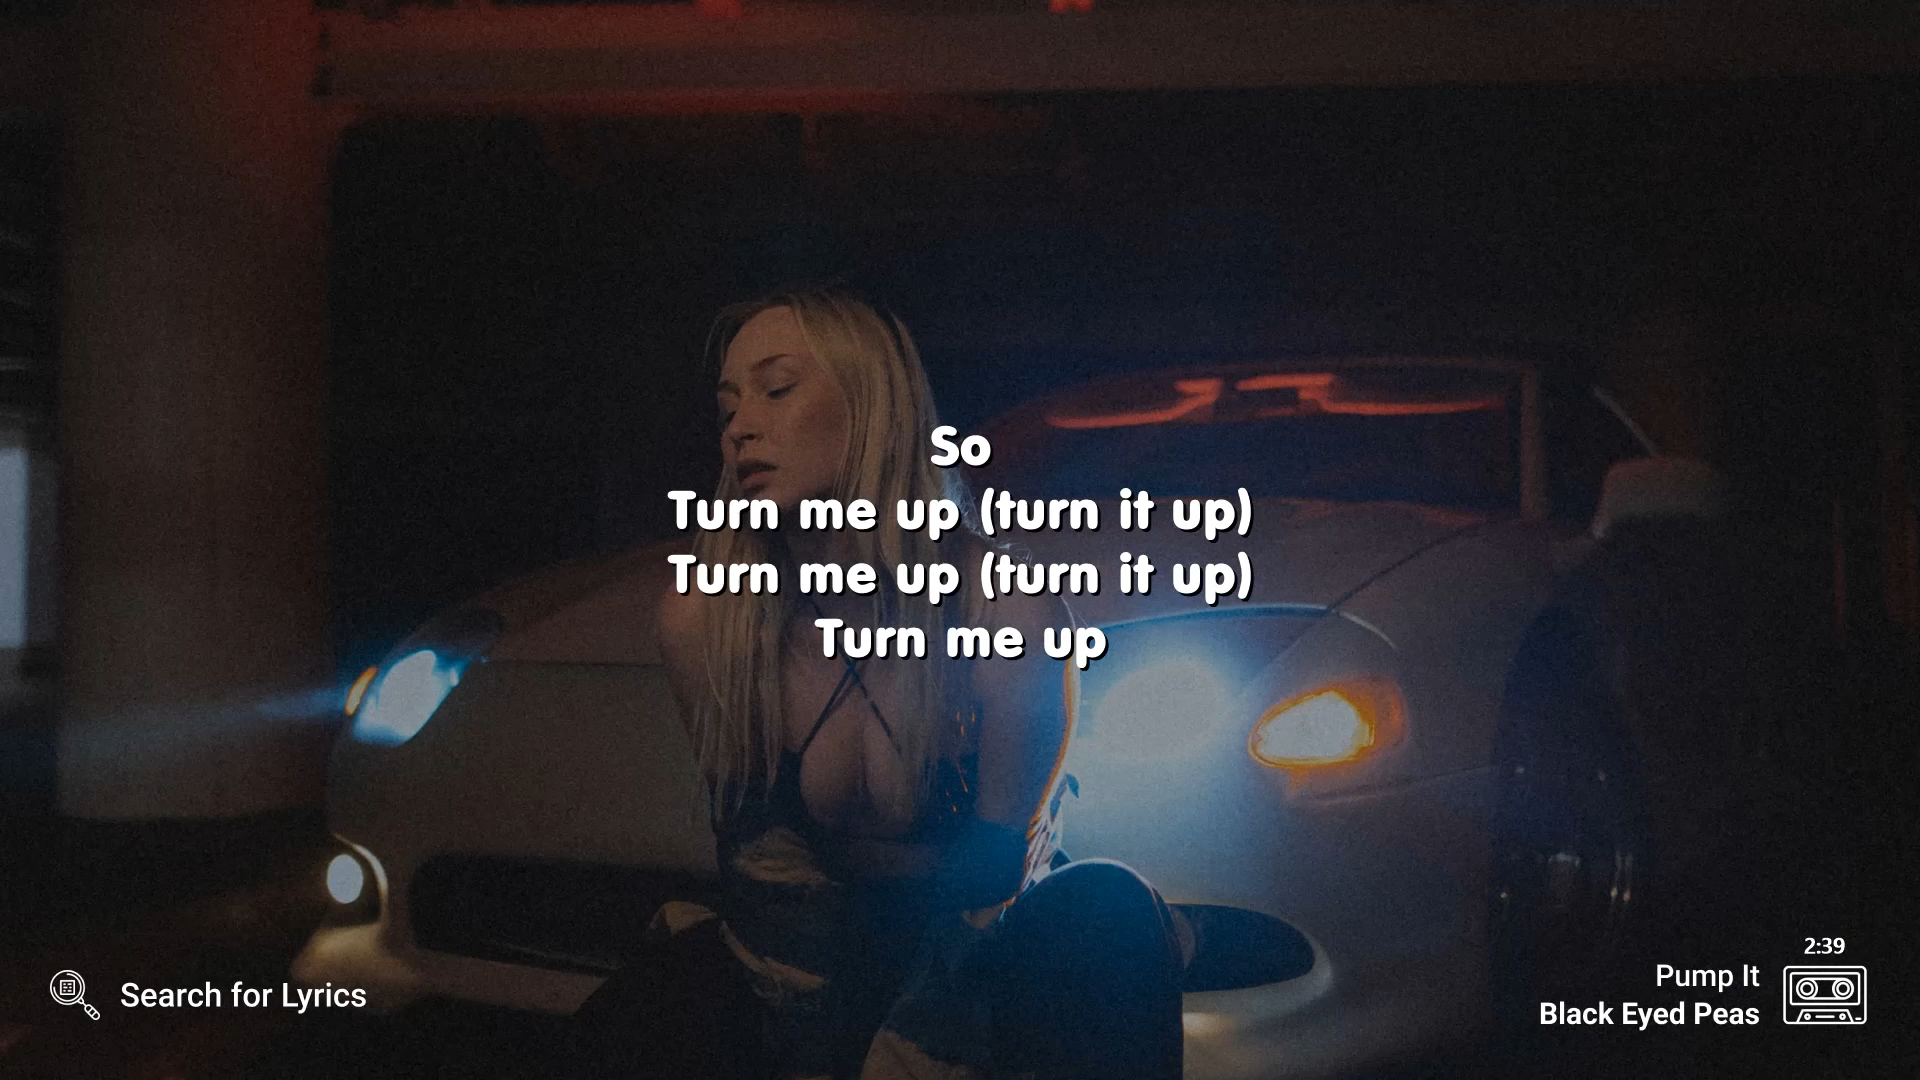 So
Turn me up (turn it up)
Turn me up (turn it up)
Turn me up
Search for Lyrics
2:39
Pump It
Black Eyed Peas